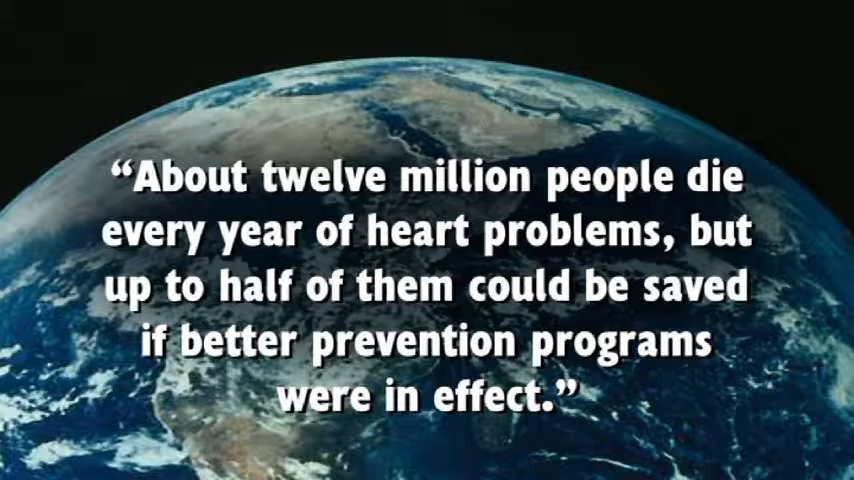 “About twelve million people die
every year of heart problems, but
up to half of them could be saved
if better prevention programs
were in effect.”